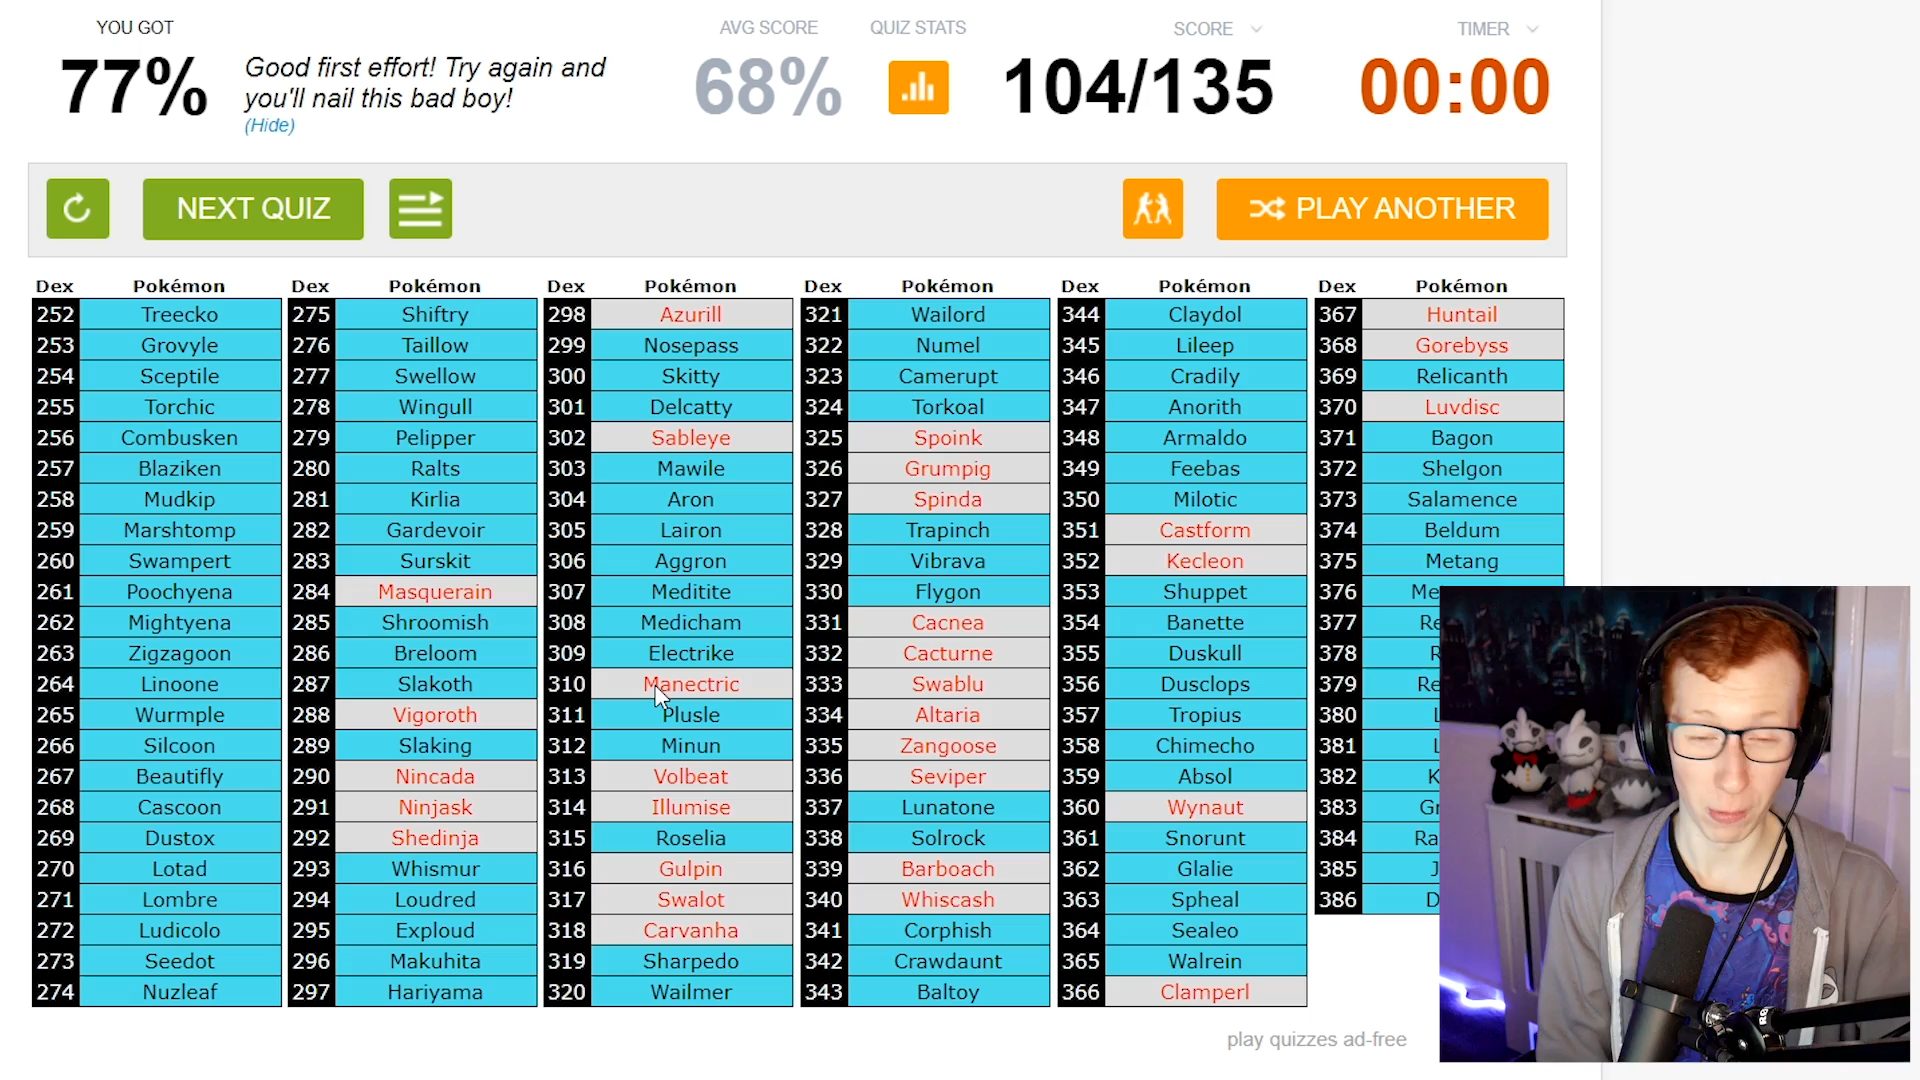 YOU GOT
77%
Good first effort! Try again and
you'll nail this bad boy!
(Hide)
AVG SCORE
68%
QUIZ STATS
SCORE
104/135
TIMER
00:00
NEXT QUIZ
PLAY ANOTHER
Dex Pokémon Dex Pokémon Dex Pokémon Dex Pokémon Dex Pokémon Dex Pokémon
252 Treecko 275 Shiftry 298 Azurill 321 Wailord 344 Claydol 367 Huntail
253 Grovyle 276 Taillow 299 Nosepass 322 Numel 345 Lileep 368 Gorebyss
254 Sceptile 277 Swellow 300 Skitty 323 Camerupt 346 Cradily 369 Relicanth
255 Torchic 278 Wingull 301 Delcatty 324 Torkoal 347 Anorith 370 Luvdisc
256 Combusken 279 Pelipper 302 Sableye 325 Spoink 348 Armaldo 371 Bagon
257 Blaziken 280 Ralts 303 Mawile 326 Grumpig 349 Feebas 372 Shelgon
258 Mudkip 281 Kirlia 304 Aron 327 Spinda 350 Milotic 373 Salamence
259 Marshtomp 282 Gardevoir 305 Lairon 328 Trapinch 351 Castform 374 Beldum
260 Swampert 283 Surskit 306 Aggron 329 Vibrava 352 Kecleon 375 Metang
261 Poochyena 284 Masquerain 307 Meditite 330 Flygon 353 Shuppet 376 Me
262 Mightyena 285 Shroomish 308 Medicham 331 Cacnea 354 Banette 377 Re
263 Zigzagoon 286 Breloom 309 Electrike 332 Cacturne 355 Duskull 378 R
264 Linoone 287 Slakoth 310 Manectric 333 Swablu 356 Dusclops 379 Re
265 Wurmple 288 Vigoroth 311 Plusle 334 Altaria 357 Tropius 380 L
266 Silcoon 289 Slaking 312 Minun 335 Zangoose 358 Chimecho 381 L
267 Beautifly 290 Nincada 313 Volbeat 336 Seviper 359 Absol 382 K
268 Cascoon 291 Ninjask 314 Illumise 337 Lunatone 360 Wynaut 383 Gr
269 Dustox 292 Shedinja 315 Roselia 338 Solrock 361 Snorunt 384 Ra
270 Lotad 293 Whismur 316 Gulpin 339 Barboach 362 Glalie 385 J
271 Lombre 294 Loudred 317 Swalot 340 Whiscash 363 Spheal 386 D
272 Ludicolo 295 Exploud 318 Carvanha 341 Corphish 364 Sealeo
273 Seedot 296 Makuhita 319 Sharpedo 342 Crawdaunt 365 Walrein
274 Nuzleaf 297 Hariyama 320 Wailmer 343 Baltoy 366 Clamperl
play quizzes ad-free